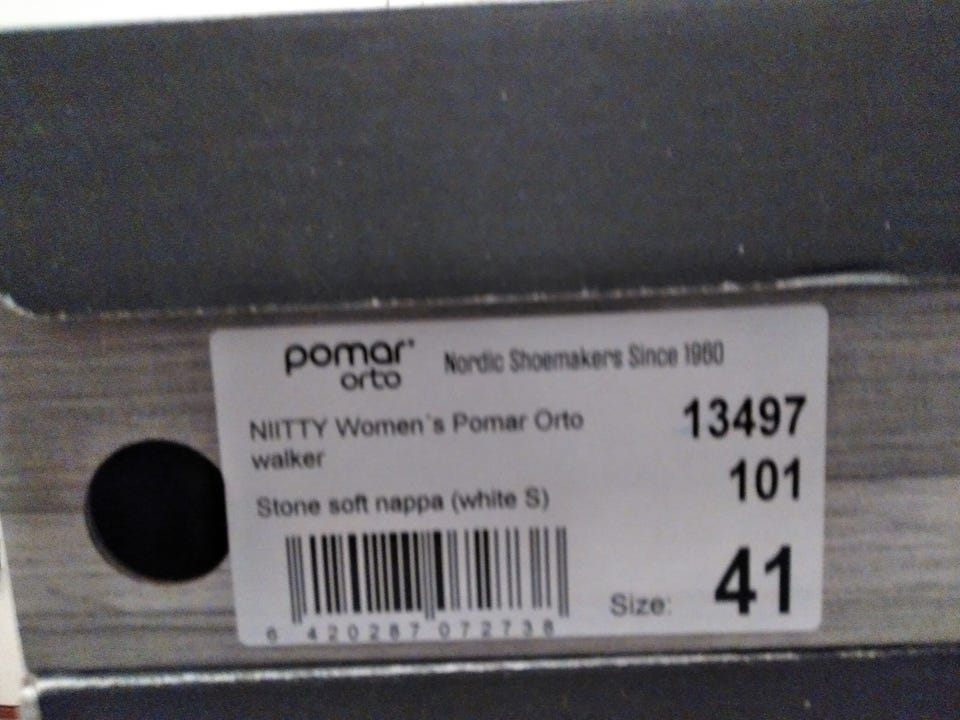 pomar
orto
Nordic Shoemakers Since 1960
NIITTY Women´s Pomar Orto
walker
13497
101
Stone soft nappa (white S)
6 420287 072738
Size: 41